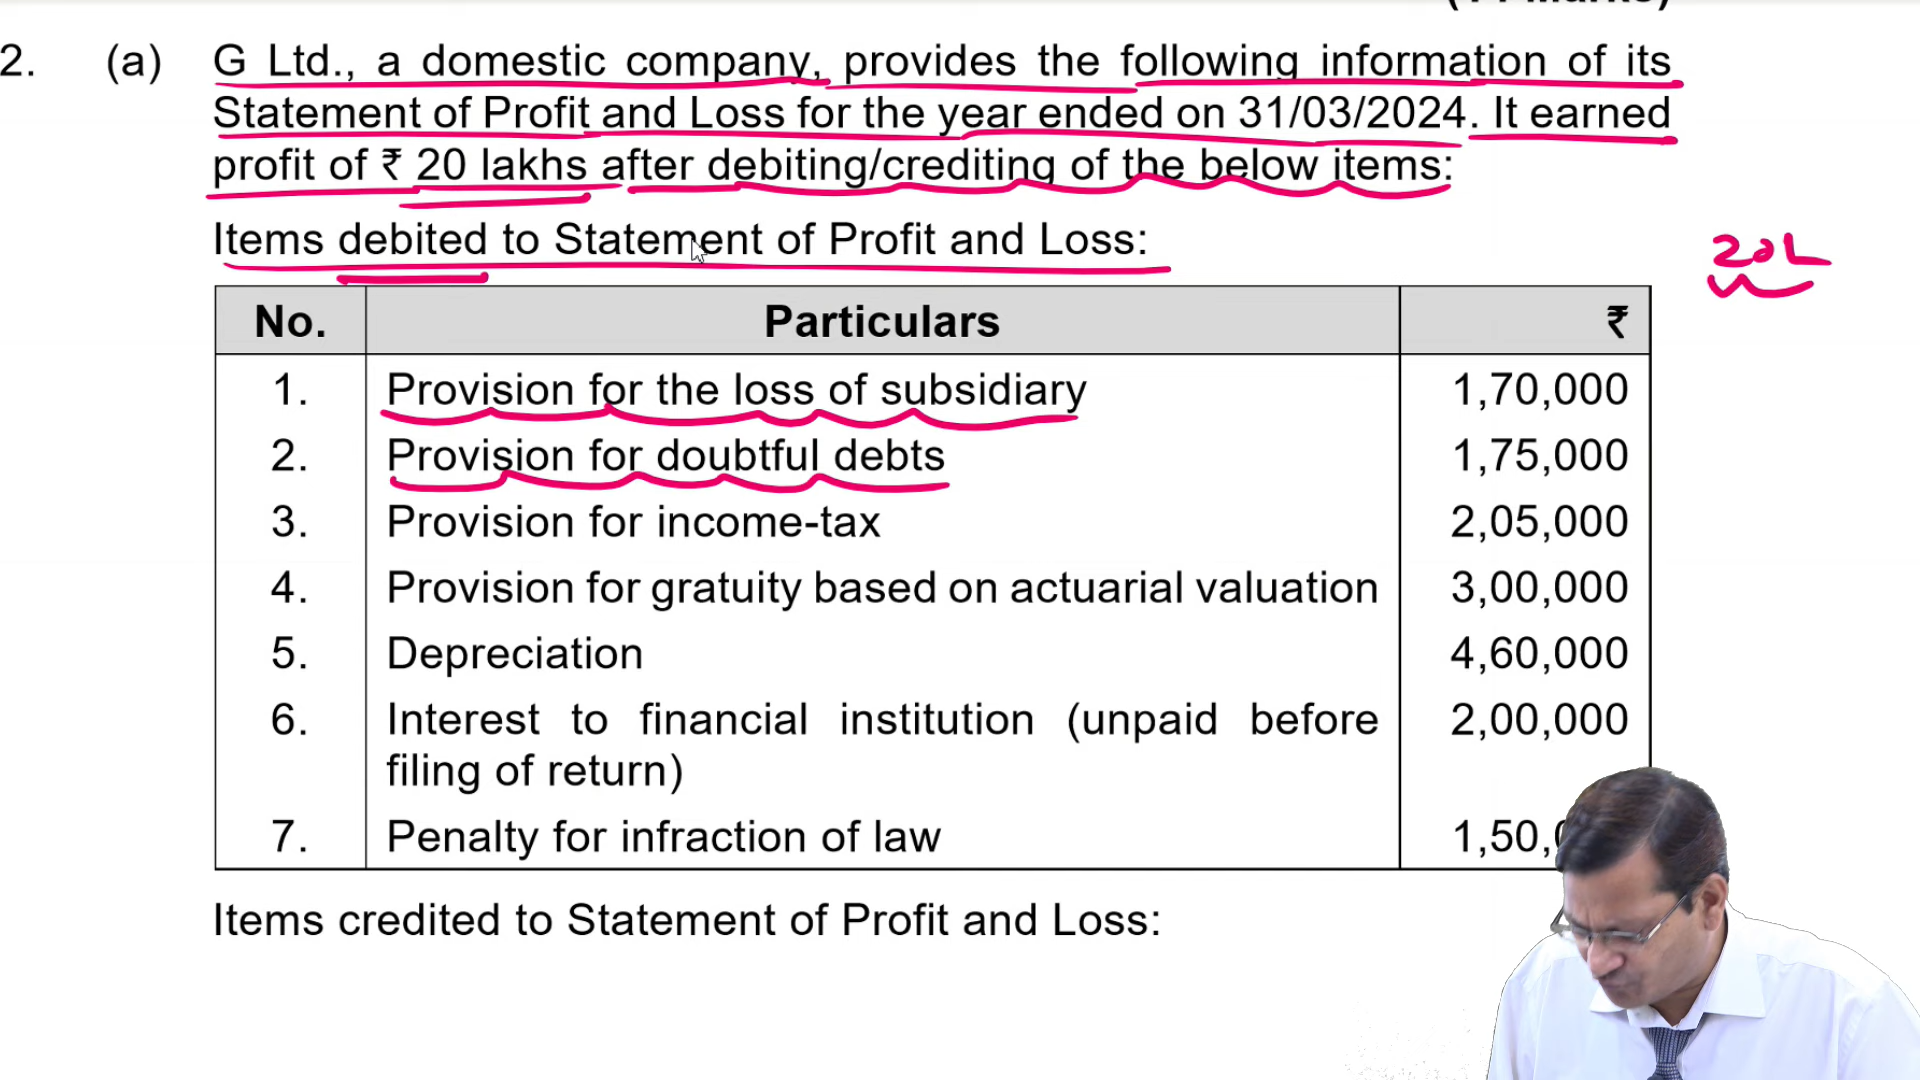 2. (a) G Ltd., a domestic company, provides the following information of its
Statement of Profit and Loss for the year ended on 31/03/2024. It earned
profit of ₹ 20 lakhs after debiting/crediting of the below items:
Items debited to Statement of Profit and Loss:
20L
No. Particulars ₹
1. Provision for the loss of subsidiary 1,70,000
2. Provision for doubtful debts 1,75,000
3. Provision for income-tax 2,05,000
4. Provision for gratuity based on actuarial valuation 3,00,000
5. Depreciation 4,60,000
6. Interest to financial institution (unpaid before 2,00,000
filing of return)
7. Penalty for infraction of law
Items credited to Statement of Profit and Loss: